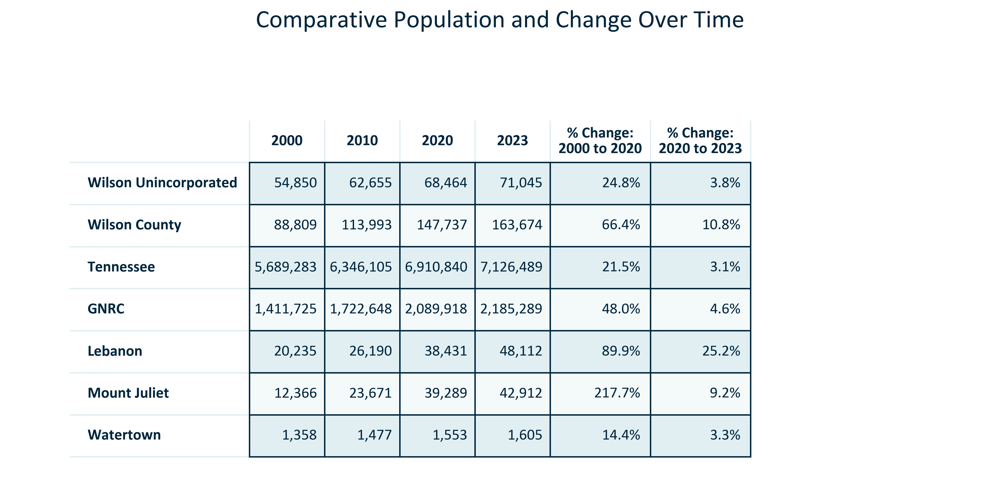 Comparative Population and Change Over Time
2000 2010 2020 2023 % Change: 2000 to 2020 % Change: 2020 to 2023
Wilson Unincorporated 54,850 62,655 68,464 71,045 24.8% 3.8%
Wilson County 88,809 113,993 147,737 163,674 66.4% 10.8%
Tennessee 5,689,283 6,346,105 6,910,840 7,126,489 21.5% 3.1%
GNRC 1,411,725 1,722,648 2,089,918 2,185,289 48.0% 4.6%
Lebanon 20,235 26,190 38,431 48,112 89.9% 25.2%
Mount Juliet 12,366 23,671 39,289 42,912 217.7% 9.2%
Watertown 1,358 1,477 1,553 1,605 14.4% 3.3%